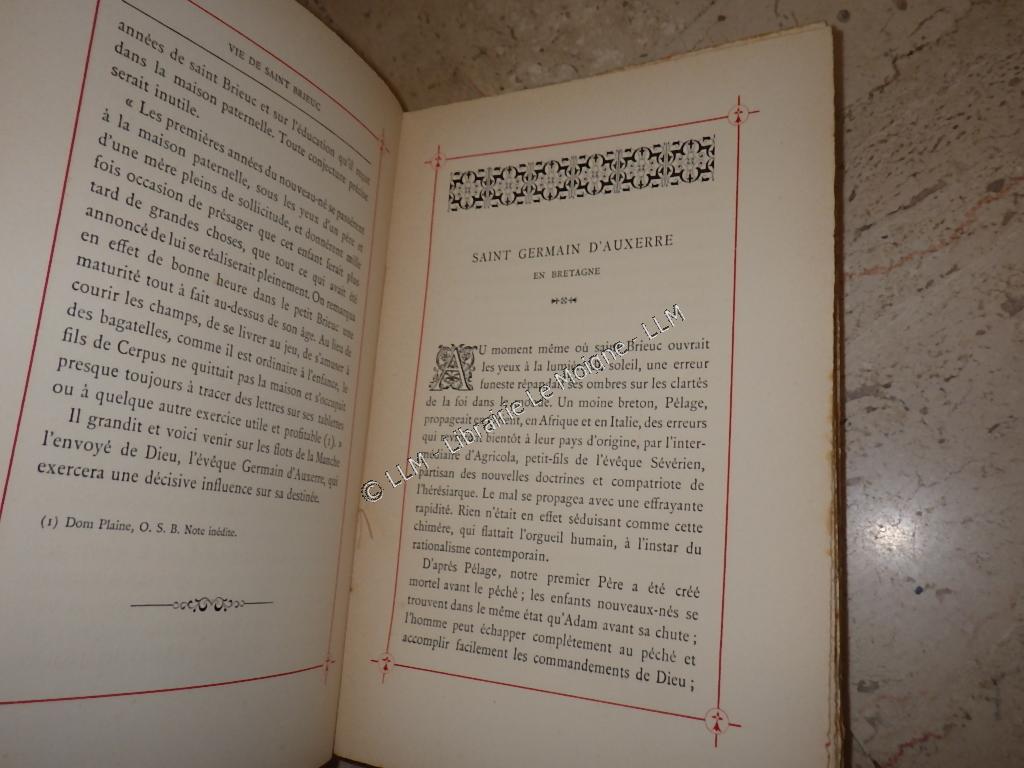 VIE DE SAINT BRIEUC
années de saint Brieuc et sur l'éducation qu'il reçut
dans la maison paternelle. Toute conjecture précise
serait inutile.
« Les premières années du nouveau-né se passèrent
à la maison paternelle, sous les yeux d'un père et
d'une mère pleins de sollicitude, et donnèrent mille
fois occasion de présager que cet enfant ferait plus
tard de grandes choses, que tout ce qui avait été
annoncé de lui se réaliserait pleinement. On remarqua
en effet de bonne heure dans le petit Brieuc une
maturité tout à fait au-dessus de son âge. Au lieu de
courir les champs, de se livrer au jeu, de s'amuser à
des bagatelles, comme il est ordinaire à l'enfance, le
fils de Cerpus ne quittait pas la maison et s'occupait
presque toujours à tracer des lettres sur ses tablettes
ou à quelque autre exercice utile et profitable (1). »
Il grandit et voici venir sur les flots de la Manche
l'envoyé de Dieu, l'évêque Germain d'Auxerre, qui
exercera une décisive influence sur sa destinée.
(1) Dom Plaine, O. S. B. Note inédite.
SAINT GERMAIN D'AUXERRE
EN BRETAGNE
AU moment même où saint Brieuc ouvrait
les yeux à la lumière du soleil, une erreur
funeste répandait ses ombres sur les clartés
de la foi dans le monde. Un moine breton, Pélage,
propageait en Orient, en Afrique et en Italie, des erreurs
qui revinrent bientôt à leur pays d'origine, par l'inter-
médiaire d'Agricola, petit-fils de l'évêque Sévérien,
partisan des nouvelles doctrines et compatriote de
l'hérésiarque. Le mal se propagea avec une effrayante
rapidité. Rien n'était en effet séduisant comme cette
chimère, qui flattait l'orgueil humain, à l'instar du
rationalisme contemporain.
D'après Pélage, notre premier Père a été créé
mortel avant le péché ; les enfants nouveaux-nés se
trouvent dans le même état qu'Adam avant sa chute ;
l'homme peut échapper complètement au péché et
accomplir facilement les commandements de Dieu ;
© LLM - Librairie Le Moigne - LLM